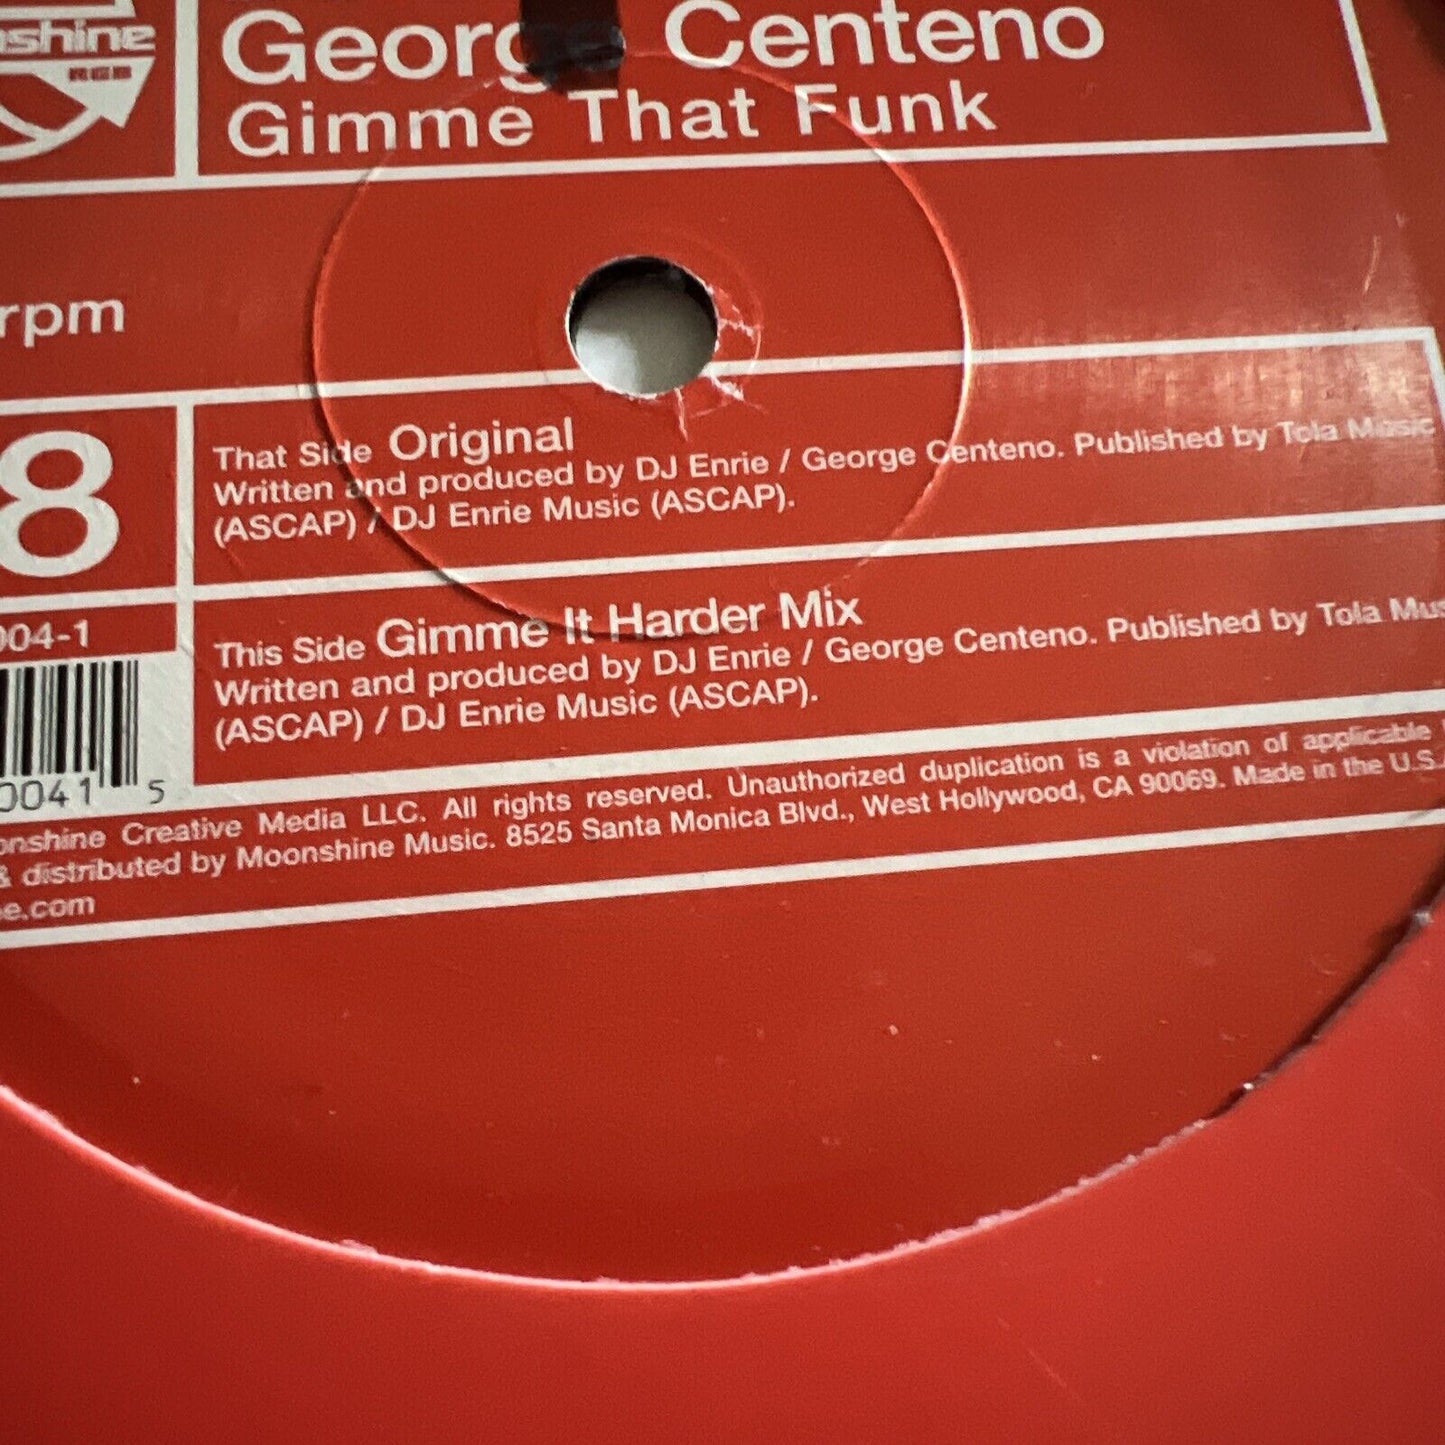 shine
RGB
George Centeno
Gimme That Funk
rpm
8
004-1
0041 5
That Side Original
Written and produced by DJ Enrie / George Centeno. Published by Tola Music
(ASCAP) / DJ Enrie Music (ASCAP).
This Side Gimme It Harder Mix
Written and produced by DJ Enrie / George Centeno. Published by Tola Mus
(ASCAP) / DJ Enrie Music (ASCAP).
onshine Creative Media LLC. All rights reserved. Unauthorized duplication is a violation of applicable
& distributed by Moonshine Music. 8525 Santa Monica Blvd., West Hollywood, CA 90069. Made in the U.S.
e.com